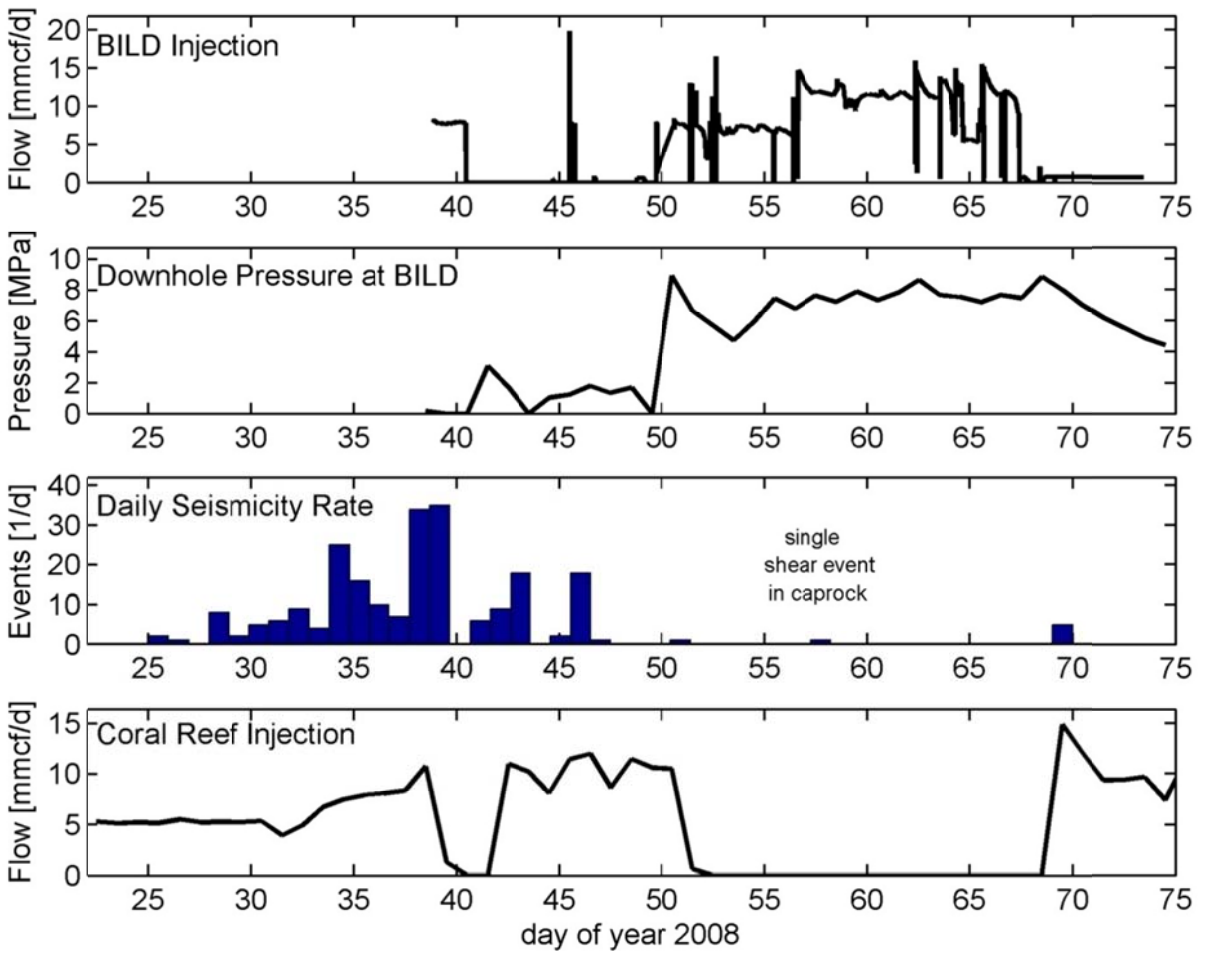 BILD Injection
Flow [mmcf/d]
20
15
10
5
0
25 30 35 40 45 50 55 60 65 70 75
Downhole Pressure at BILD
Pressure [MPa]
10
8
6
4
2
0
25 30 35 40 45 50 55 60 65 70 75
Daily Seismicity Rate
Events [1/d]
40
30
20
10
0
single
shear event
in caprock
25 30 35 40 45 50 55 60 65 70 75
Coral Reef Injection
Flow [mmcf/d]
15
10
5
0
25 30 35 40 45 50 55 60 65 70 75
day of year 2008